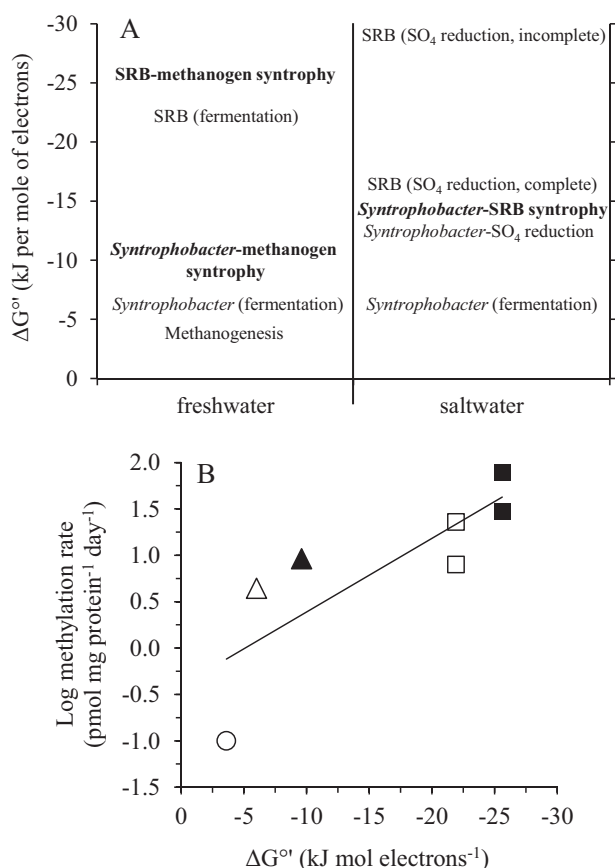 A
ΔG°' (kJ per mole of electrons)
-30
-25
-20
-15
-10
-5
0
SRB-methanogen syntrophy
SRB (fermentation)
Syntrophobacter-methanogen
syntrophy
Syntrophobacter (fermentation)
Methanogenesis
SRB (SO₄ reduction, incomplete)
SRB (SO₄ reduction, complete)
Syntrophobacter-SRB syntrophy
Syntrophobacter-SO₄ reduction
Syntrophobacter (fermentation)
freshwater
saltwater
B
Log methylation rate
(pmol mg protein⁻¹ day⁻¹)
2.0
1.5
1.0
0.5
0.0
-0.5
-1.0
-1.5
0
-5
-10
-15
-20
-25
-30
ΔG°' (kJ mol electrons⁻¹)